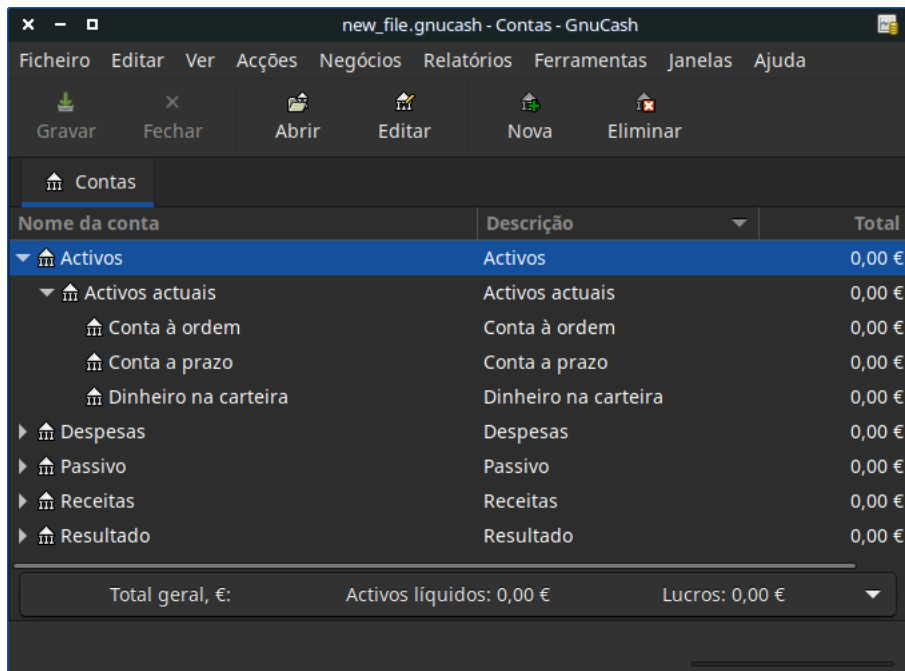 new_file.gnucash - Contas - GnuCash
Ficheiro Editar Ver Acções Negócios Relatórios Ferramentas Janelas Ajuda
Gravar Fechar Abrir Editar Nova Eliminar
Contas
Nome da conta Descrição Total
Activos Activos 0,00 €
Activos actuais Activos actuais 0,00 €
Conta à ordem Conta à ordem 0,00 €
Conta a prazo Conta a prazo 0,00 €
Dinheiro na carteira Dinheiro na carteira 0,00 €
Despesas Despesas 0,00 €
Passivo Passivo 0,00 €
Receitas Receitas 0,00 €
Resultado Resultado 0,00 €
Total geral, €: Activos líquidos: 0,00 € Lucros: 0,00 €